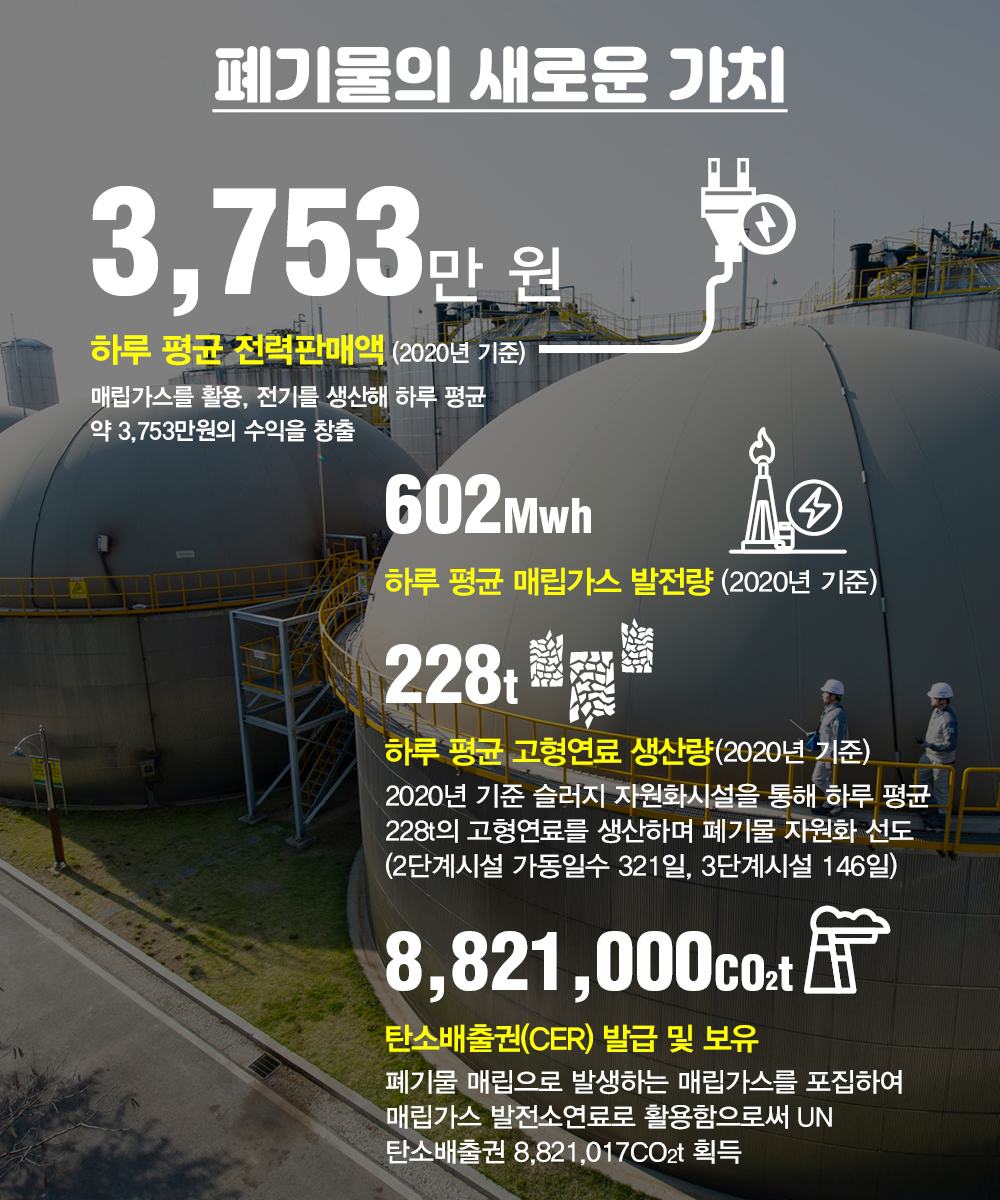 폐기물의 새로운 가치
3,753만 원
하루 평균 전력판매액 (2020년 기준)
매립가스를 활용, 전기를 생산해 하루 평균
약 3,753만원의 수익을 창출
602Mwh
하루 평균 매립가스 발전량 (2020년 기준)
228t
하루 평균 고형연료 생산량(2020년 기준)
2020년 기준 슬러지 자원화시설을 통해 하루 평균
228t의 고형연료를 생산하며 폐기물 자원화 선도
(2단계시설 가동일수 321일, 3단계시설 146일)
8,821,000CO₂t
탄소배출권(CER) 발급 및 보유
폐기물 매립으로 발생하는 매립가스를 포집하여
매립가스 발전소연료로 활용함으로써 UN
탄소배출권 8,821,017CO₂t 획득